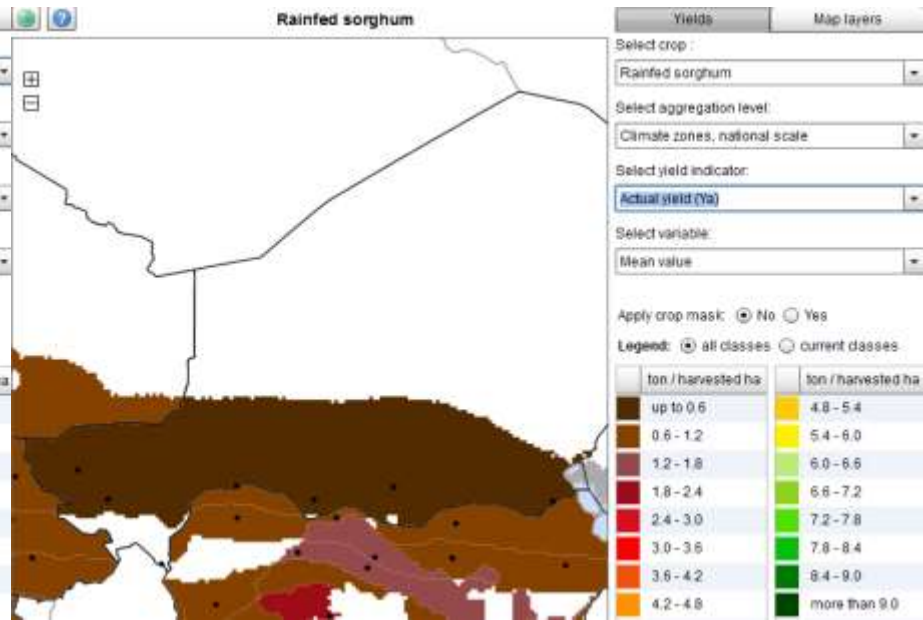 Rainfed sorghum
Yields
Map layers
Select crop :
Rainfed sorghum
Select aggregation level:
Climate zones, national scale
Select yield indicator:
Actual yield (Ya)
Select variable:
Mean value
Apply crop mask: No Yes
Legend: all classes current classes
ton / harvested ha ton / harvested ha
up to 0.6 4.8 - 5.4
0.6 - 1.2 5.4 - 6.0
1.2 - 1.8 6.0 - 6.6
1.8 - 2.4 6.6 - 7.2
2.4 - 3.0 7.2 - 7.8
3.0 - 3.6 7.8 - 8.4
3.6 - 4.2 8.4 - 9.0
4.2 - 4.8 more than 9.0